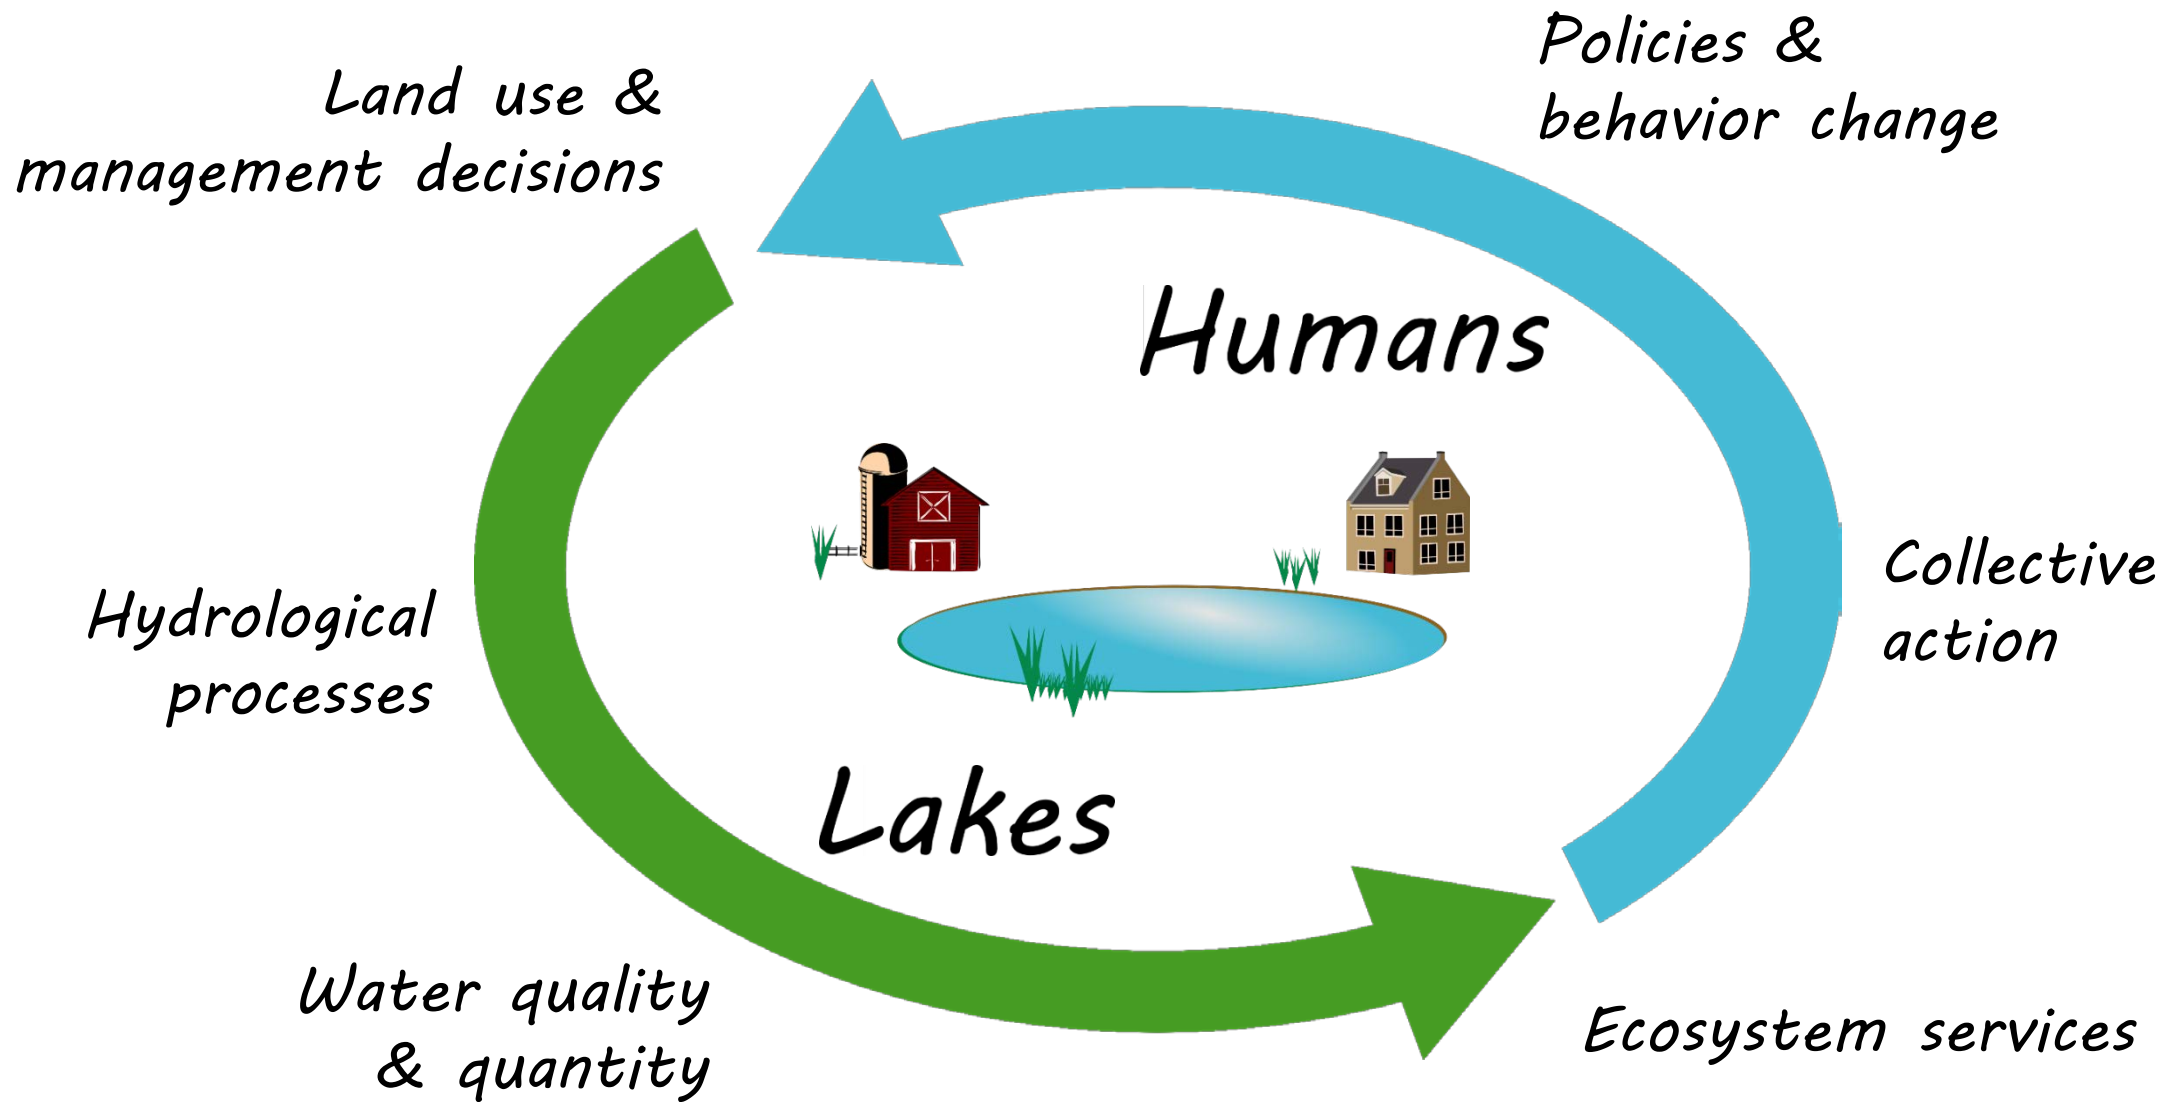 Policies &
behavior change
Land use &
management decisions
Humans
Collective
action
Hydrological
processes
Lakes
Water quality
& quantity
Ecosystem services